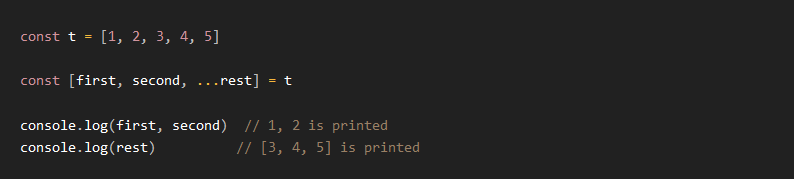 const t = [1, 2, 3, 4, 5]
const [first, second, ...rest] = t
console.log(first, second)  // 1, 2 is printed
console.log(rest)          // [3, 4, 5] is printed